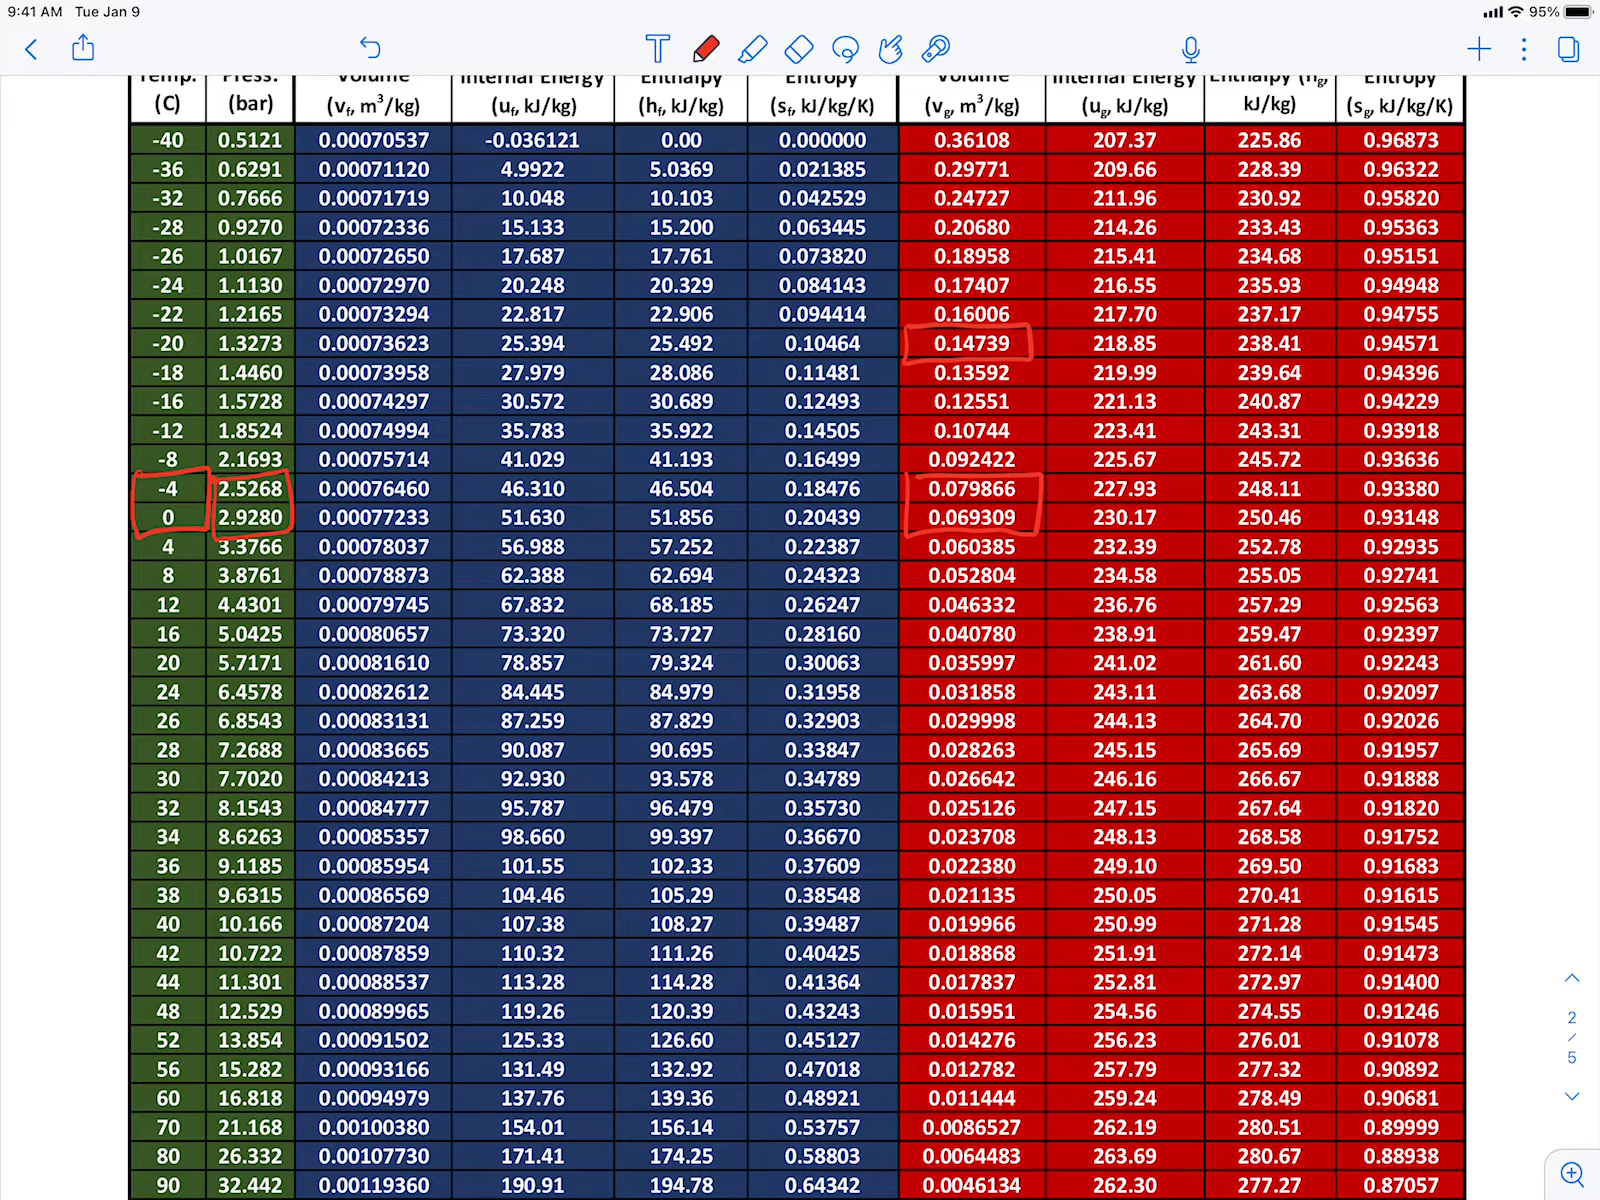 9:41 AM Tue Jan 9 95%
Temp. Press. Volume Internal Energy Enthalpy Entropy Volume Internal Energy Enthalpy (hg, Entropy
(C) (bar) (vf, m³/kg) (uf, kJ/kg) (hf, kJ/kg) (sf, kJ/kg/K) (vg, m³/kg) (ug, kJ/kg) kJ/kg) (sg, kJ/kg/K)
-40 0.5121 0.00070537 -0.036121 0.00 0.000000 0.36108 207.37 225.86 0.96873
-36 0.6291 0.00071120 4.9922 5.0369 0.021385 0.29771 209.66 228.39 0.96322
-32 0.7666 0.00071719 10.048 10.103 0.042529 0.24727 211.96 230.92 0.95820
-28 0.9270 0.00072336 15.133 15.200 0.063445 0.20680 214.26 233.43 0.95363
-26 1.0167 0.00072650 17.687 17.761 0.073820 0.18958 215.41 234.68 0.95151
-24 1.1130 0.00072970 20.248 20.329 0.084143 0.17407 216.55 235.93 0.94948
-22 1.2165 0.00073294 22.817 22.906 0.094414 0.16006 217.70 237.17 0.94755
-20 1.3273 0.00073623 25.394 25.492 0.10464 0.14739 218.85 238.41 0.94571
-18 1.4460 0.00073958 27.979 28.086 0.11481 0.13592 219.99 239.64 0.94396
-16 1.5728 0.00074297 30.572 30.689 0.12493 0.12551 221.13 240.87 0.94229
-12 1.8524 0.00074994 35.783 35.922 0.14505 0.10744 223.41 243.31 0.93918
-8 2.1693 0.00075714 41.029 41.193 0.16499 0.092422 225.67 245.72 0.93636
-4 2.5268 0.00076460 46.310 46.504 0.18476 0.079866 227.93 248.11 0.93380
0 2.9280 0.00077233 51.630 51.856 0.20439 0.069309 230.17 250.46 0.93148
4 3.3766 0.00078037 56.988 57.252 0.22387 0.060385 232.39 252.78 0.92935
8 3.8761 0.00078873 62.388 62.694 0.24323 0.052804 234.58 255.05 0.92741
12 4.4301 0.00079745 67.832 68.185 0.26247 0.046332 236.76 257.29 0.92563
16 5.0425 0.00080657 73.320 73.727 0.28160 0.040780 238.91 259.47 0.92397
20 5.7171 0.00081610 78.857 79.324 0.30063 0.035997 241.02 261.60 0.92243
24 6.4578 0.00082612 84.445 84.979 0.31958 0.031858 243.11 263.68 0.92097
26 6.8543 0.00083131 87.259 87.829 0.32903 0.029998 244.13 264.70 0.92026
28 7.2688 0.00083665 90.087 90.695 0.33847 0.028263 245.15 265.69 0.91957
30 7.7020 0.00084213 92.930 93.578 0.34789 0.026642 246.16 266.67 0.91888
32 8.1543 0.00084777 95.787 96.479 0.35730 0.025126 247.15 267.64 0.91820
34 8.6263 0.00085357 98.660 99.397 0.36670 0.023708 248.13 268.58 0.91752
36 9.1185 0.00085954 101.55 102.33 0.37609 0.022380 249.10 269.50 0.91683
38 9.6315 0.00086569 104.46 105.29 0.38548 0.021135 250.05 270.41 0.91615
40 10.166 0.00087204 107.38 108.27 0.39487 0.019966 250.99 271.28 0.91545
42 10.722 0.00087859 110.32 111.26 0.40425 0.018868 251.91 272.14 0.91473
44 11.301 0.00088537 113.28 114.28 0.41364 0.017837 252.81 272.97 0.91400
48 12.529 0.00089965 119.26 120.39 0.43243 0.015951 254.56 274.55 0.91246
52 13.854 0.00091502 125.33 126.60 0.45127 0.014276 256.23 276.01 0.91078
56 15.282 0.00093166 131.49 132.92 0.47018 0.012782 257.79 277.32 0.90892
60 16.818 0.00094979 137.76 139.36 0.48921 0.011444 259.24 278.49 0.90681
70 21.168 0.00100380 154.01 156.14 0.53757 0.0086527 262.19 280.51 0.89999
80 26.332 0.00107730 171.41 174.25 0.58803 0.0064483 263.69 280.67 0.88938
90 32.442 0.00119360 190.91 194.78 0.64342 0.0046134 262.30 277.27 0.87057
2
/
5